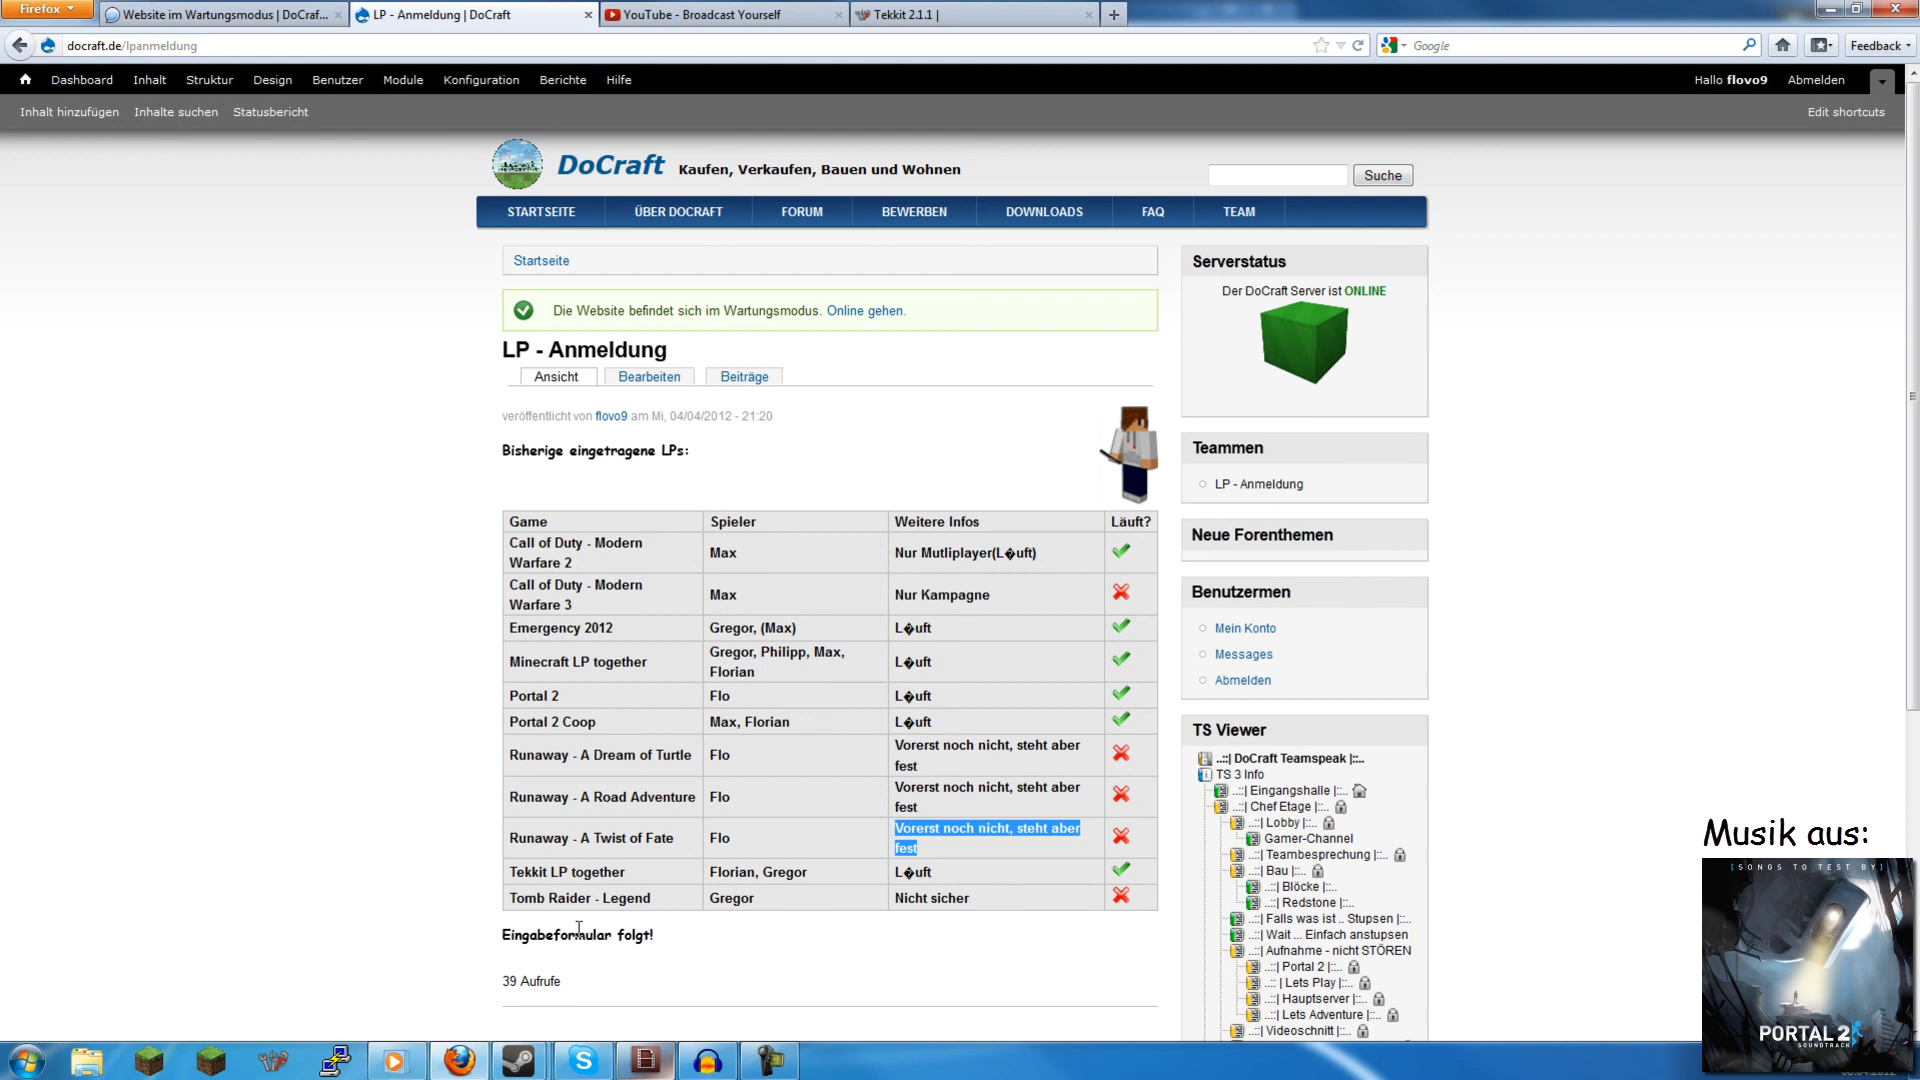 Firefox
Website im Wartungsmodus | DoCraf...
LP - Anmeldung | DoCraft
YouTube - Broadcast Yourself
Tekkit 2.1.1 |
docraft.de/lpanmeldung
Google
Feedback
Dashboard Inhalt Struktur Design Benutzer Module Konfiguration Berichte Hilfe
Hallo flovo9 Abmelden
Inhalt hinzufügen Inhalte suchen Statusbericht
Edit shortcuts
DoCraft Kaufen, Verkaufen, Bauen und Wohnen
Suche
STARTSEITE ÜBER DOCRAFT FORUM BEWERBEN DOWNLOADS FAQ TEAM
Startseite
Die Website befindet sich im Wartungsmodus. Online gehen.
LP - Anmeldung
Ansicht Bearbeiten Beiträge
veröffentlicht von flovo9 am Mi, 04/04/2012 - 21:20
Bisherige eingetragene LPs:
Game Spieler Weitere Infos Läuft?
Call of Duty - Modern
Warfare 2
Max
Nur Mutliplayer(L�uft)
Call of Duty - Modern
Warfare 3
Max
Nur Kampagne
Emergency 2012
Gregor, (Max)
L�uft
Minecraft LP together
Gregor, Philipp, Max,
Florian
L�uft
Portal 2
Flo
L�uft
Portal 2 Coop
Max, Florian
L�uft
Runaway - A Dream of Turtle
Flo
Vorerst noch nicht, steht aber
fest
Runaway - A Road Adventure
Flo
Vorerst noch nicht, steht aber
fest
Runaway - A Twist of Fate
Flo
Vorerst noch nicht, steht aber
fest
Tekkit LP together
Florian, Gregor
L�uft
Tomb Raider - Legend
Gregor
Nicht sicher
Eingabeformular folgt!
39 Aufrufe
Serverstatus
Der DoCraft Server ist ONLINE
Teammen
LP - Anmeldung
Neue Forenthemen
Benutzermen
Mein Konto
Messages
Abmelden
TS Viewer
..::| DoCraft Teamspeak |::..
TS 3 Info
..::| Eingangshalle |::..
..::| Chef Etage |::..
..::| Lobby |::..
Gamer-Channel
..::| Teambesprechung |::..
..::| Bau |::..
..::| Blöcke |::..
..::| Redstone |::..
..::| Falls was ist .. Stupsen |::..
..::| Wait ... Einfach anstupsen
..::| Aufnahme - nicht STÖREN
..::| Portal 2 |::..
..:: | Lets Play |::..
..::| Hauptserver |::..
..::| Lets Adventure |::..
..::| Videoschnitt |::..
Musik aus:
[SONGS TO TEST BY]
PORTAL 2
SOUNDTRACK